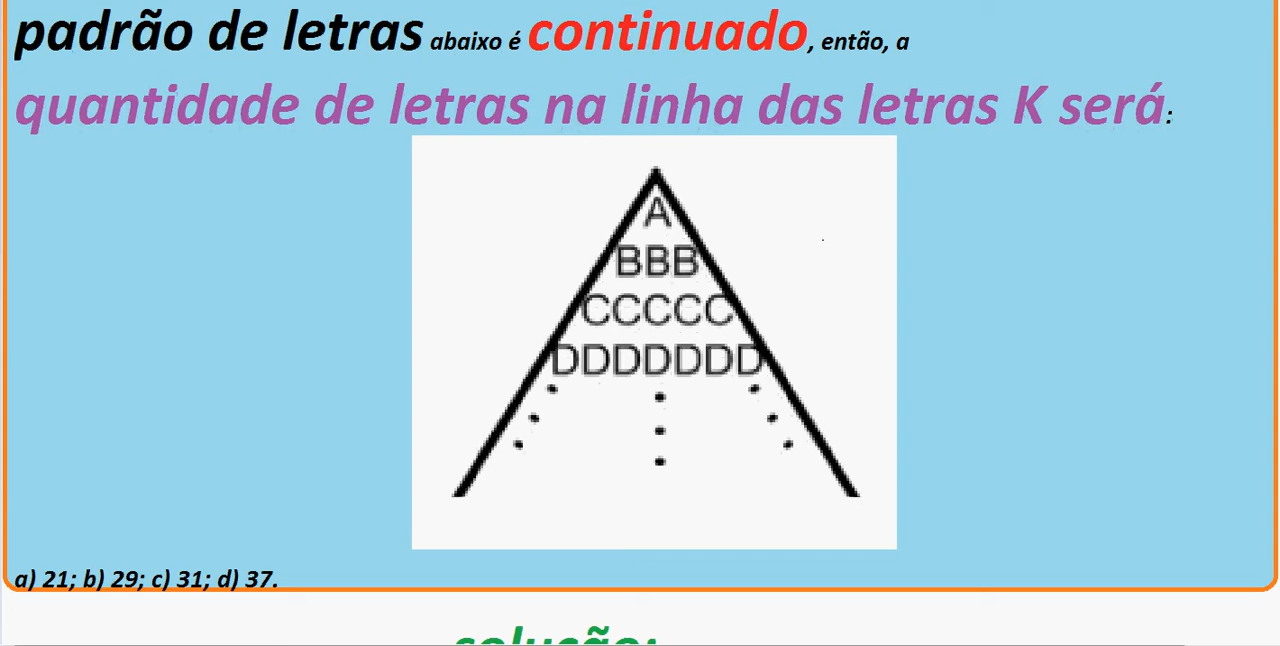 padrão de letras abaixo é continuado, então, a
quantidade de letras na linha das letras K será:
A
BBB
CCCCC
DDDDDDD
a) 21; b) 29; c) 31; d) 37.
solução: